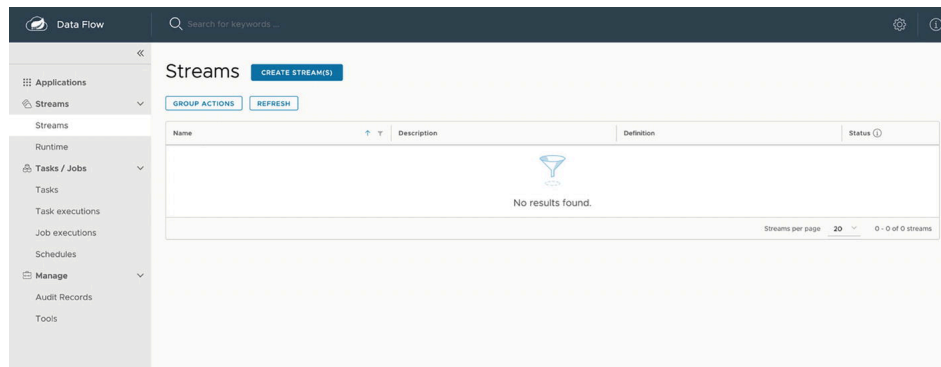 Data Flow
Search for keywords ...
Applications
Streams
Streams
Runtime
Tasks / Jobs
Tasks
Task executions
Job executions
Schedules
Manage
Audit Records
Tools
Streams CREATE STREAM(S)
GROUP ACTIONS REFRESH
Name Description Definition Status
No results found.
Streams per page 20 0 - 0 of 0 streams